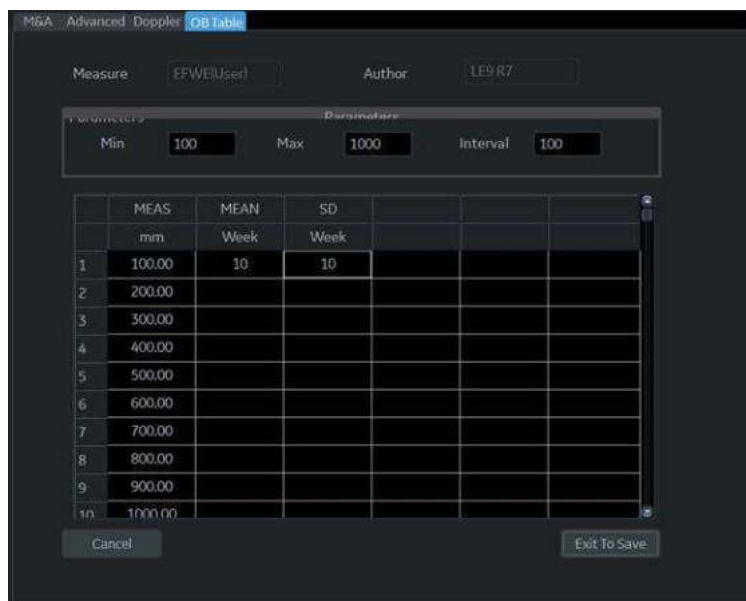 M&A Advanced Doppler OB Table
Measure EFWE(User) Author LE9 R7
Parameters Parameters
Min 100 Max 1000 Interval 100
MEAS MEAN SD
mm Week Week
1 100.00 10 10
2 200.00
3 300.00
4 400.00
5 500.00
6 600.00
7 700.00
8 800.00
9 900.00
10 1000.00
Cancel Exit To Save